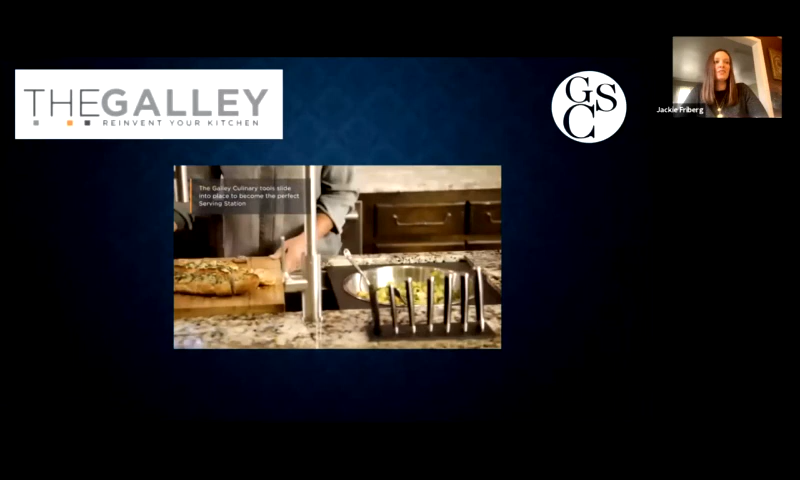 THEGALLEY
REINVENT YOUR KITCHEN
GSC
Jackie Friberg
The Galley Culinary tools slide
into place to become the perfect
Serving Station